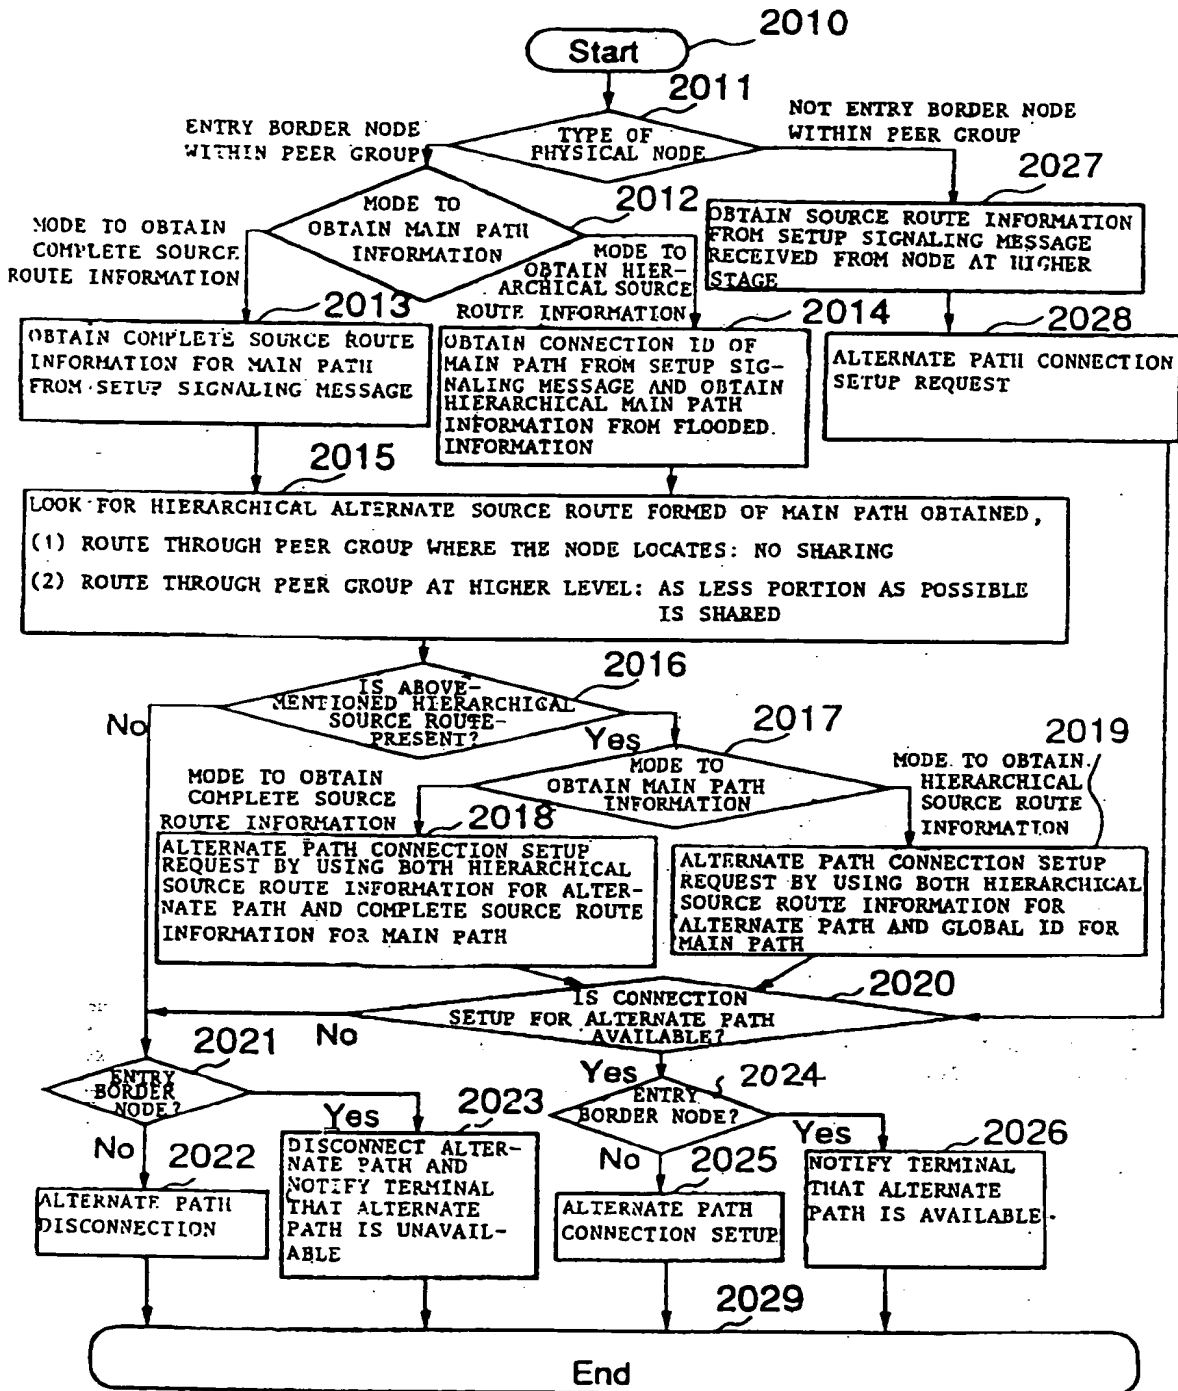 2010
Start
2011
ENTRY BORDER NODE
WITHIN PEER GROUP
TYPE OF
PHYSICAL NODE
NOT ENTRY BORDER NODE
WITHIN PEER GROUP
2027
2012
MODE TO
OBTAIN MAIN PATH
INFORMATION
MODE TO OBTAIN
COMPLETE SOURCE
ROUTE INFORMATION
MODE TO
OBTAIN HIER-
ARCHICAL SOURCE
ROUTE INFORMATION
OBTAIN SOURCE ROUTE INFORMATION
FROM SETUP SIGNALING MESSAGE
RECEIVED FROM NODE AT HIGHER
STAGE
2013
2014
2028
OBTAIN COMPLETE SOURCE ROUTE
INFORMATION FOR MAIN PATH
FROM SETUP SIGNALING MESSAGE
OBTAIN CONNECTION ID OF
MAIN PATH FROM SETUP SIG-
NALING MESSAGE AND OBTAIN
HIERARCHICAL MAIN PATH
INFORMATION FROM FLOODED
INFORMATION
ALTERNATE PATH CONNECTION
SETUP REQUEST
2015
LOOK FOR HIERARCHICAL ALTERNATE SOURCE ROUTE FORMED OF MAIN PATH OBTAINED,
(1) ROUTE THROUGH PEER GROUP WHERE THE NODE LOCATES: NO SHARING
(2) ROUTE THROUGH PEER GROUP AT HIGHER LEVEL: AS LESS PORTION AS POSSIBLE
IS SHARED
2016
IS ABOVE-
MENTIONED HIERARCHICAL
SOURCE ROUTE
PRESENT?
No
Yes
2017
MODE TO
OBTAIN MAIN PATH
INFORMATION
2019
MODE TO OBTAIN
COMPLETE SOURCE
ROUTE INFORMATION
MODE TO OBTAIN
HIERARCHICAL
SOURCE ROUTE
INFORMATION
2018
ALTERNATE PATH CONNECTION SETUP
REQUEST BY USING BOTH HIERARCHICAL
SOURCE ROUTE INFORMATION FOR ALTER-
NATE PATH AND COMPLETE SOURCE ROUTE
INFORMATION FOR MAIN PATH
ALTERNATE PATH CONNECTION SETUP
REQUEST BY USING BOTH HIERARCHICAL
SOURCE ROUTE INFORMATION FOR
ALTERNATE PATH AND GLOBAL ID FOR
MAIN PATH
2020
IS CONNECTION
SETUP FOR ALTERNATE PATH
AVAILABLE?
No
Yes
2021
ENTRY
BORDER
NODE?
Yes
No
2024
ENTRY
BORDER NODE?
Yes
No
2022
ALTERNATE PATH
DISCONNECTION
2023
DISCONNECT ALTER-
NATE PATH AND
NOTIFY TERMINAL
THAT ALTERNATE
PATH IS UNAVAIL-
ABLE
2025
ALTERNATE PATH
CONNECTION SETUP
2026
NOTIFY TERMINAL
THAT ALTERNATE
PATH IS AVAILABLE.
2029
End